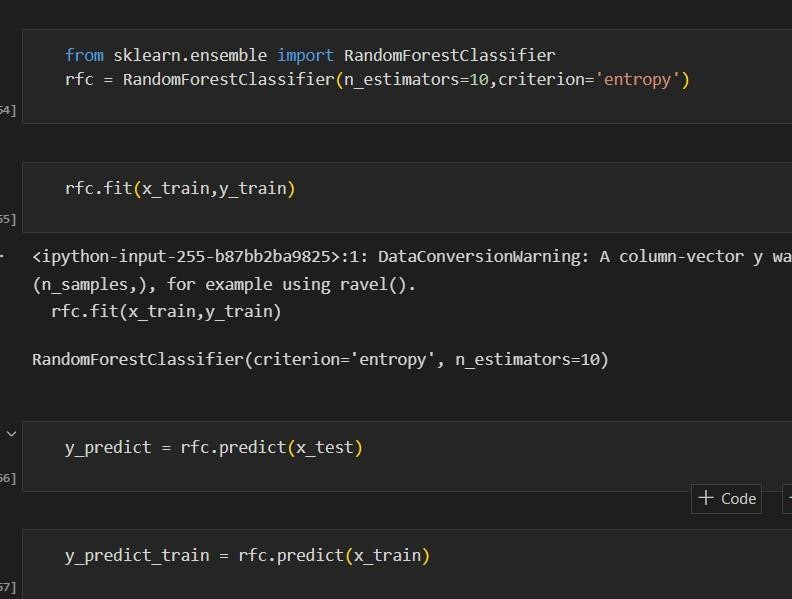 from sklearn.ensemble import RandomForestClassifier
rfc = RandomForestClassifier(n_estimators=10,criterion='entropy')
54]
rfc.fit(x_train,y_train)
55]
<ipython-input-255-b87bb2ba9825>:1: DataConversionWarning: A column-vector y wa
(n_samples,), for example using ravel().
rfc.fit(x_train,y_train)
RandomForestClassifier(criterion='entropy', n_estimators=10)
y_predict = rfc.predict(x_test)
56]
+ Code
y_predict_train = rfc.predict(x_train)
57]